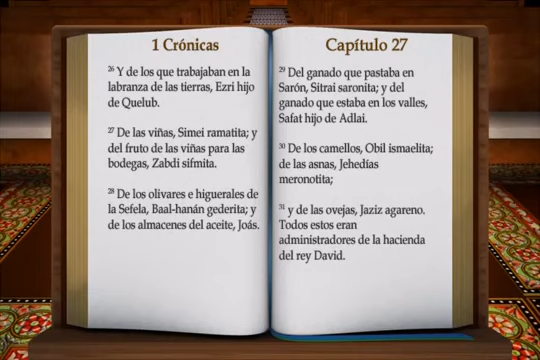 1 Crónicas
26 Y de los que trabajaban en la
labranza de las tierras, Ezri hijo
de Quelub.
27 De las viñas, Simei ramatita; y
del fruto de las viñas para las
bodegas, Zabdi sifmita.
28 De los olivares e higuerales de
la Sefela, Baal-hanán gederita; y
de los almacenes del aceite, Joás.
Capítulo 27
29 Del ganado que pastaba en
Sarón, Sitrai saronita; y del
ganado que estaba en los valles,
Safat hijo de Adlai.
30 De los camellos, Obil ismaelita;
de las asnas, Jehedías
meronotita;
31 y de las ovejas, Jaziz agareno.
Todos estos eran
administradores de la hacienda
del rey David.